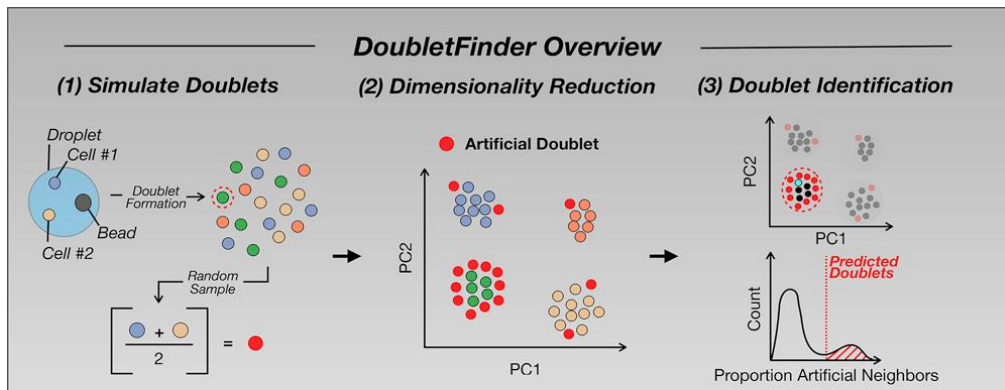 DoubletFinder Overview
(1) Simulate Doublets
Droplet
Cell #1
Doublet
Formation
Bead
Cell #2
Random
Sample
+
2
=
(2) Dimensionality Reduction
Artificial Doublet
PC2
PC1
(3) Doublet Identification
PC2
PC1
Predicted
Doublets
Count
Proportion Artificial Neighbors